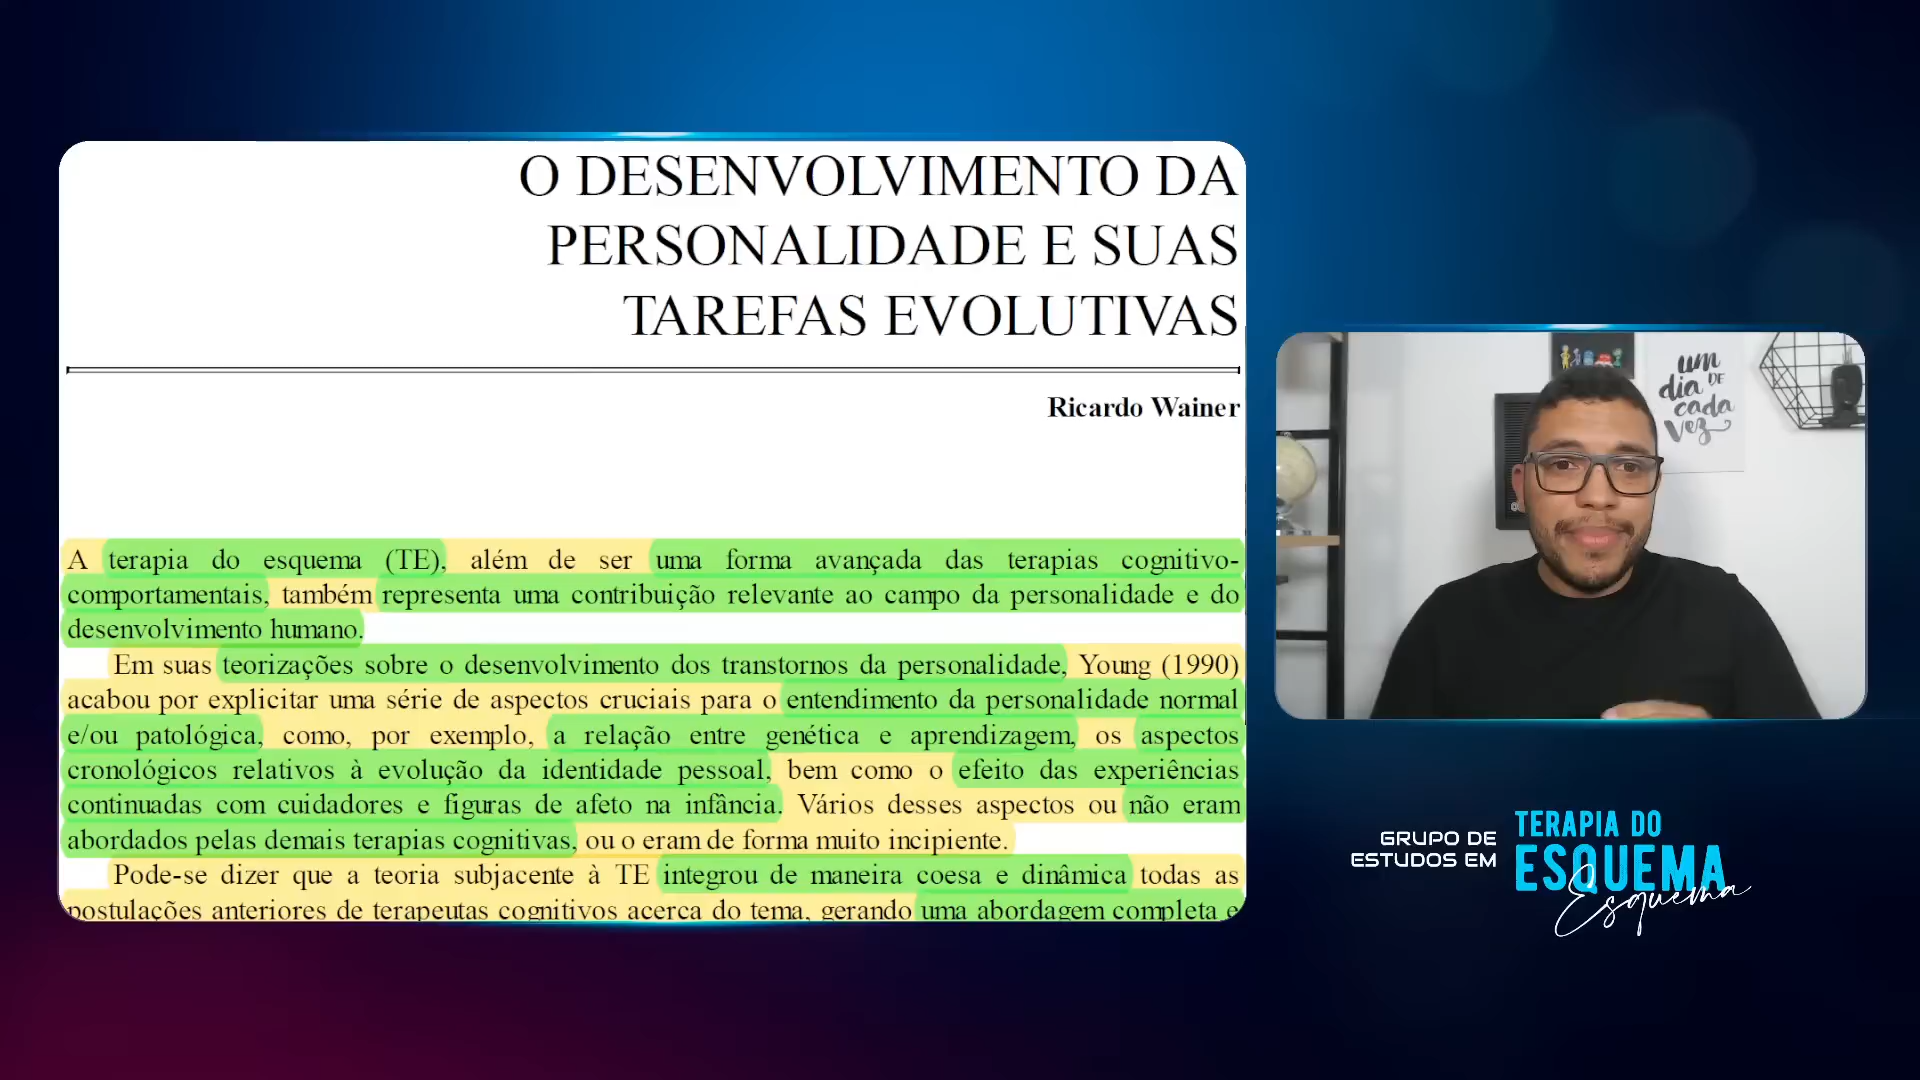 O DESENVOLVIMENTO DA
PERSONALIDADE E SUAS
TAREFAS EVOLUTIVAS
Ricardo Wainer
A terapia do esquema (TE), além de ser uma forma avançada das terapias cognitivo-
comportamentais, também representa uma contribuição relevante ao campo da personalidade e do
desenvolvimento humano.
Em suas teorizações sobre o desenvolvimento dos transtornos da personalidade, Young (1990)
acabou por explicitar uma série de aspectos cruciais para o entendimento da personalidade normal
e/ou patológica, como, por exemplo, a relação entre genética e aprendizagem, os aspectos
cronológicos relativos à evolução da identidade pessoal, bem como o efeito das experiências
continuadas com cuidadores e figuras de afeto na infância. Vários desses aspectos ou não eram
abordados pelas demais terapias cognitivas, ou o eram de forma muito incipiente.
Pode-se dizer que a teoria subjacente à TE integrou de maneira coesa e dinâmica todas as
postulações anteriores de terapeutas cognitivos acerca do tema, gerando uma abordagem completa e
um
dia DE
cada
vez
GRUPO DE
ESTUDOS EM
TERAPIA DO
ESQUEMA
Esquema